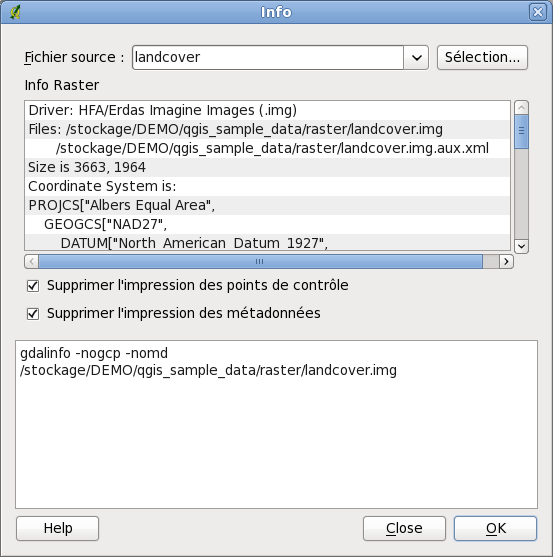 Info
Fichier source :
landcover
Sélection...
Info Raster
Driver: HFA/Erdas Imagine Images (.img)
Files: /stockage/DEMO/qgis_sample_data/raster/landcover.img
/stockage/DEMO/qgis_sample_data/raster/landcover.img.aux.xml
Size is 3663, 1964
Coordinate System is:
PROJCS["Albers Equal Area",
GEOGCS["NAD27",
DATUM["North_American_Datum_1927",
Supprimer l'impression des points de contrôle
Supprimer l'impression des métadonnées
gdalinfo -nogcp -nomd
/stockage/DEMO/qgis_sample_data/raster/landcover.img
Help
Close
OK